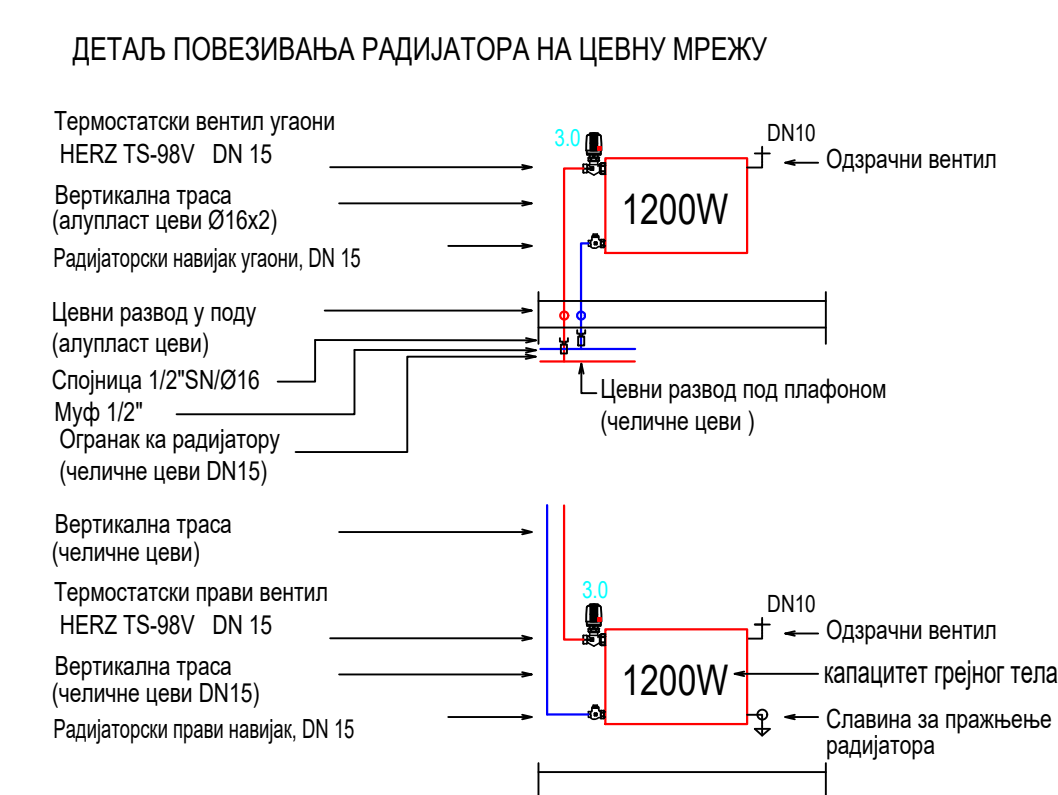 ДЕТАЉ ПОВЕЗИВАЊА РАДИЈАТОРА НА ЦЕВНУ МРЕЖУ
Термостатски вентил угаони
HERZ TS-98V DN 15
Вертикална траса
(алупласт цеви Ø16x2)
Радијаторски навијак угаони, DN 15
3.0
DN10
Одзрачни вентил
1200W
Цевни развод у поду
(алупласт цеви)
Спојница 1/2"SN/Ø16
Муф 1/2"
Огранак ка радијатору
(челичне цеви DN15)
Цевни развод под плафоном
(челичне цеви )
Вертикална траса
(челичне цеви)
Термостатски прави вентил
HERZ TS-98V DN 15
Вертикална траса
(челичне цеви DN15)
Радијаторски прави навијак, DN 15
3.0
DN10
Одзрачни вентил
1200W
капацитет грејног тела
Славина за пражњење
радијатора